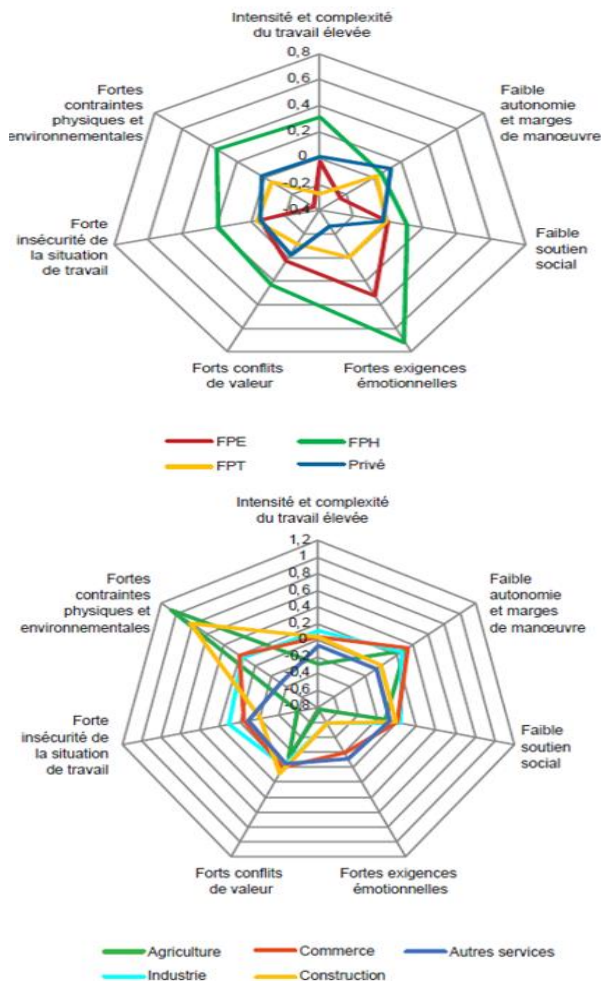 Intensité et complexité
du travail élevée
0,8
0,6
0,4
0,2
0
-0,2
-0,4
Fortes
contraintes
physiques et
environnementales
Faible
autonomie
et marges
de manœuvre
Forte
insécurité de
la situation
de travail
Faible
soutien
social
Forts conflits
de valeur
Fortes exigences
émotionnelles
FPE
FPH
FPT
Privé
Intensité et complexité
du travail élevée
1,2
1
0,8
0,6
0,4
0,2
0
-0,2
-0,4
-0,6
-0,8
Fortes
contraintes
physiques et
environnementales
Faible
autonomie
et marges
de manœuvre
Forte
insécurité de
la situation
de travail
Faible
soutien
social
Forts conflits
de valeur
Fortes exigences
émotionnelles
Agriculture
Commerce
Autres services
Industrie
Construction